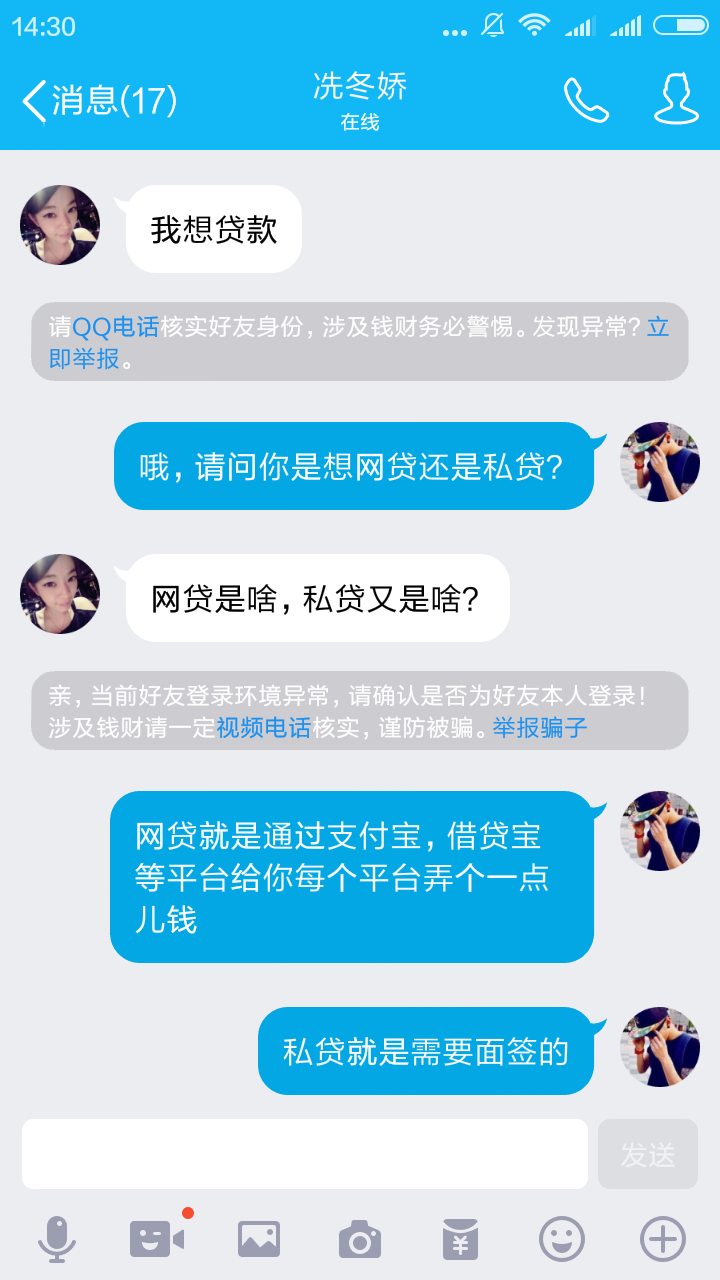 14:30
消息(17)
冼冬娇
在线
我想贷款
请QQ电话核实好友身份，涉及钱财务必警惕。发现异常？立
即举报。
哦，请问你是想网贷还是私贷？
网贷是啥，私贷又是啥？
亲，当前好友登录环境异常，请确认是否为好友本人登录！
涉及钱财请一定视频电话核实，谨防被骗。举报骗子
网贷就是通过支付宝，借贷宝
等平台给你每个平台弄个一点
儿钱
私贷就是需要面签的
发送